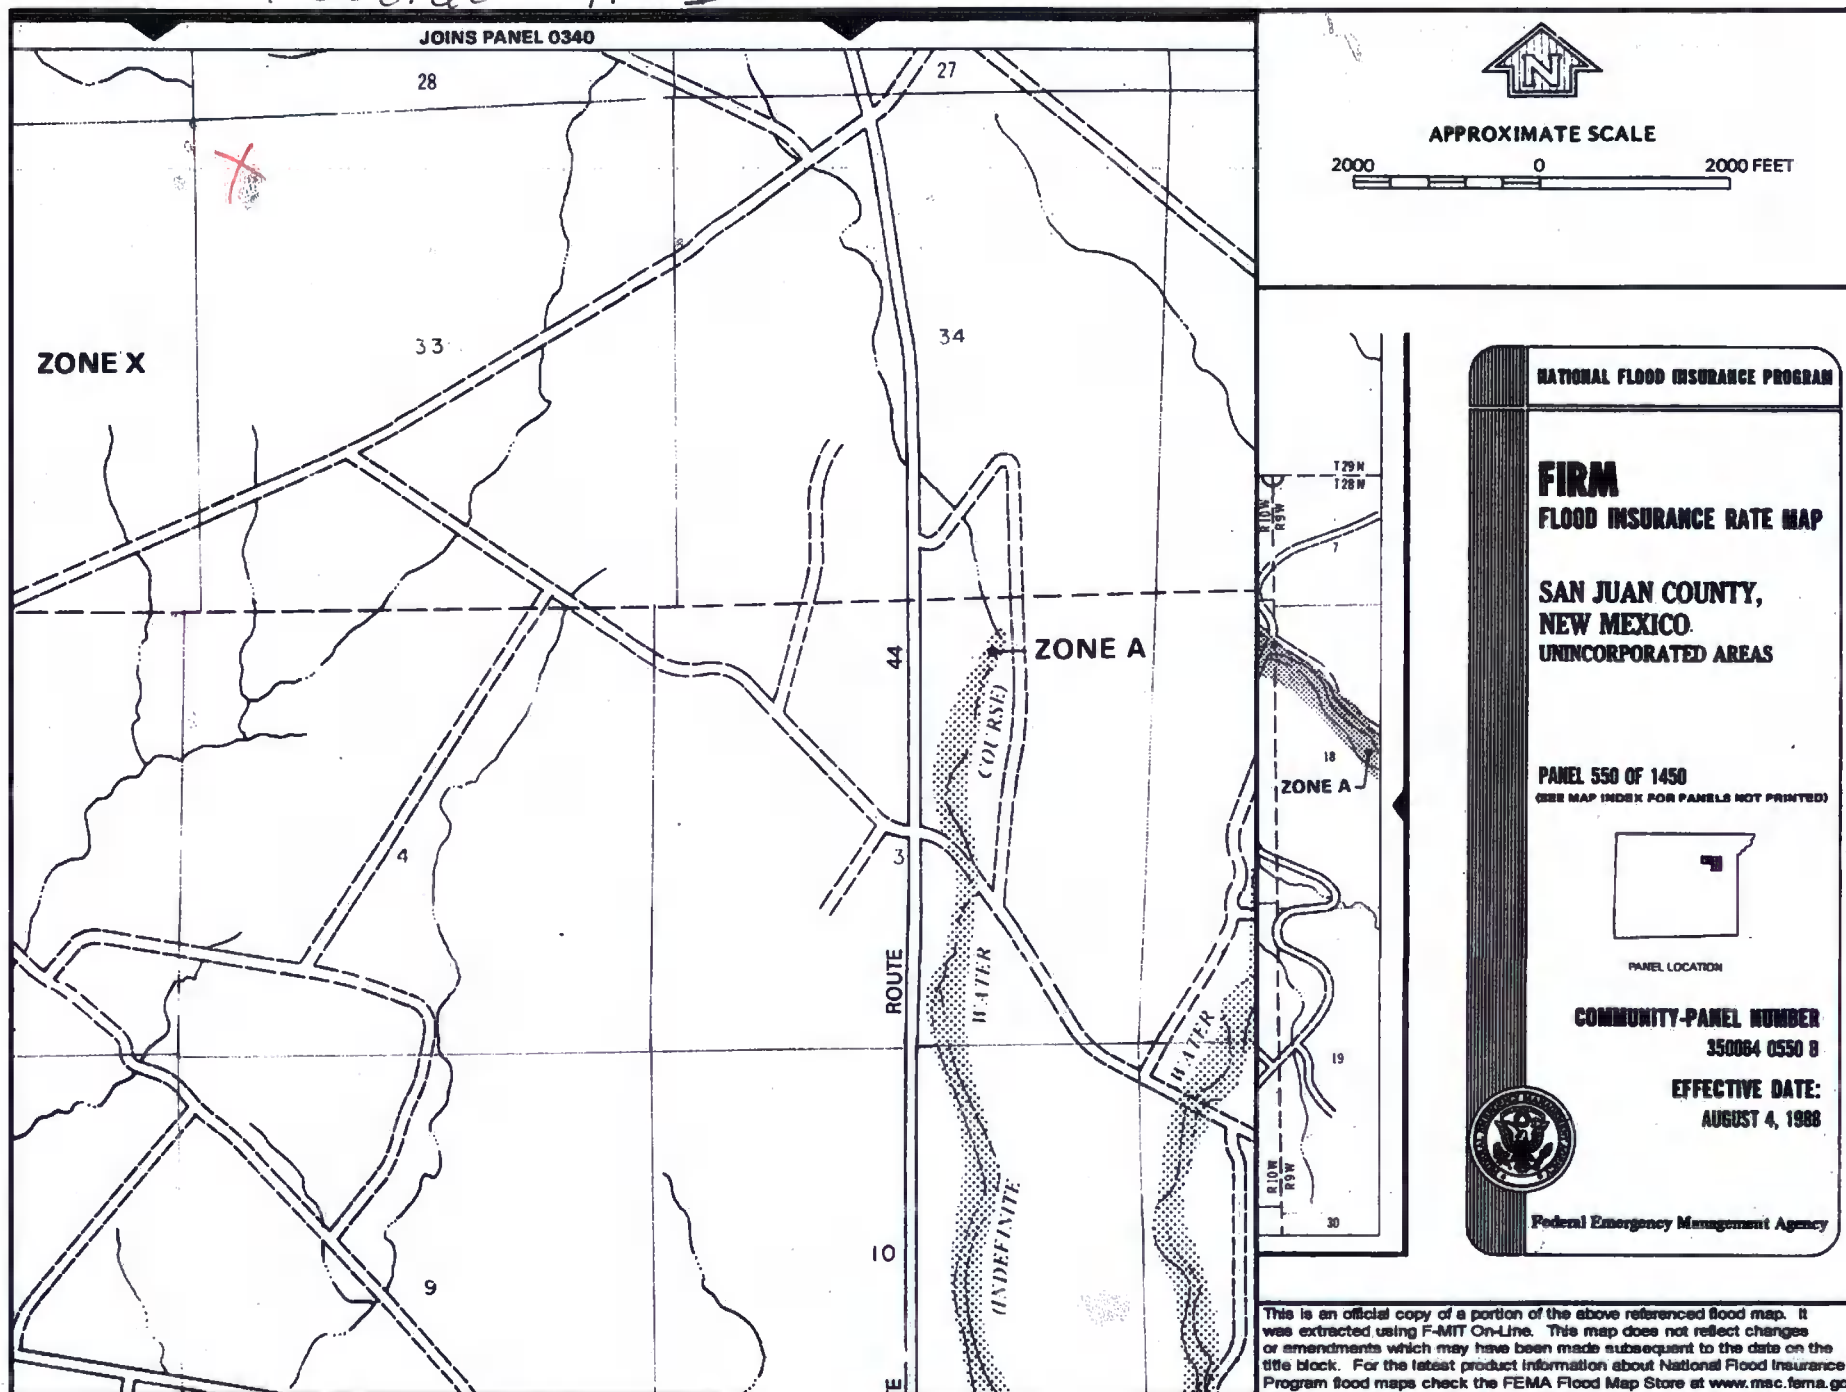 JOINS PANEL 0340
28
27
33
34
ZONE X
44
ZONE A
COURSE)
4
3
ROUTE
WATER
WATER
(INDEFINITE
10
9
N
APPROXIMATE SCALE
2000 0 2000 FEET
T29N
T28N
R10W
R9W
7
18
ZONE A
19
R10W
R9W
30
NATIONAL FLOOD INSURANCE PROGRAM
FIRM
FLOOD INSURANCE RATE MAP
SAN JUAN COUNTY,
NEW MEXICO
UNINCORPORATED AREAS
PANEL 550 OF 1450
(SEE MAP INDEX FOR PANELS NOT PRINTED)
PANEL LOCATION
COMMUNITY-PANEL NUMBER
350064 0550 B
EFFECTIVE DATE:
AUGUST 4, 1988
Federal Emergency Management Agency
This is an official copy of a portion of the above referenced flood map. It
was extracted using F-MIT On-Line. This map does not reflect changes
or amendments which may have been made subsequent to the date on the
title block. For the latest product information about National Flood Insurance
Program flood maps check the FEMA Flood Map Store at www.msc.fema.go